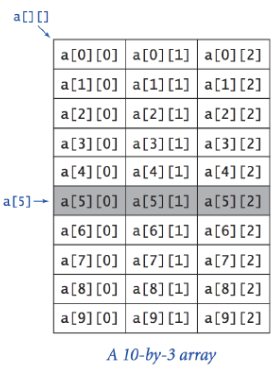 a[][]
a[0][0] a[0][1] a[0][2]
a[1][0] a[1][1] a[1][2]
a[2][0] a[2][1] a[2][2]
a[3][0] a[3][1] a[3][2]
a[4][0] a[4][1] a[4][2]
a[5] a[5][0] a[5][1] a[5][2]
a[6][0] a[6][1] a[6][2]
a[7][0] a[7][1] a[7][2]
a[8][0] a[8][1] a[8][2]
a[9][0] a[9][1] a[9][2]
A 10-by-3 array